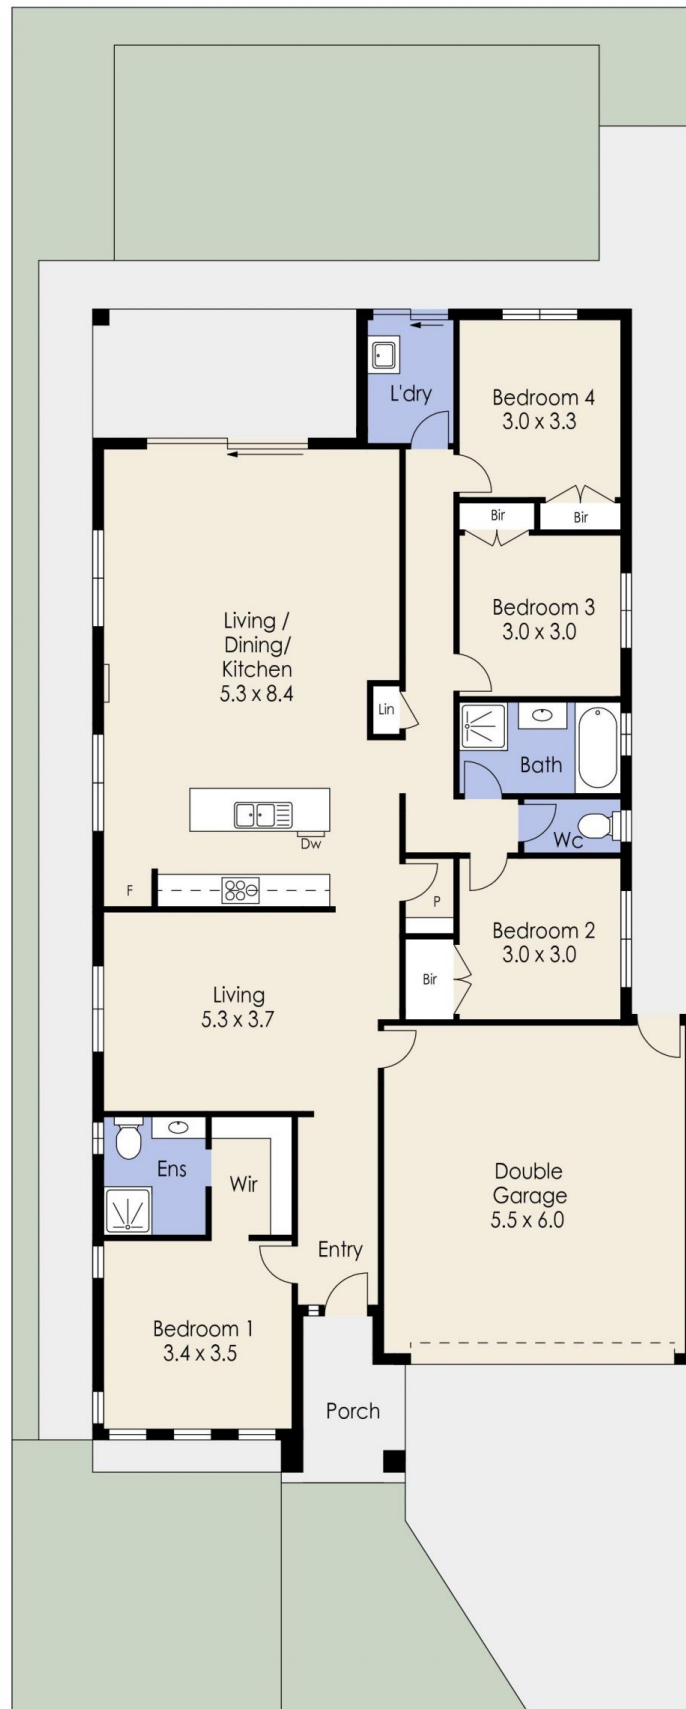 L'dry
Bedroom 4
3.0 x 3.3
Bir
Bir
Living /
Dining/
Kitchen
5.3 x 8.4
Bedroom 3
3.0 x 3.0
Lin
Bath
Dw
Wc
F
P
Bedroom 2
3.0 x 3.0
Bir
Living
5.3 x 3.7
Ens
Wir
Double
Garage
5.5 x 6.0
Entry
Bedroom 1
3.4 x 3.5
Porch